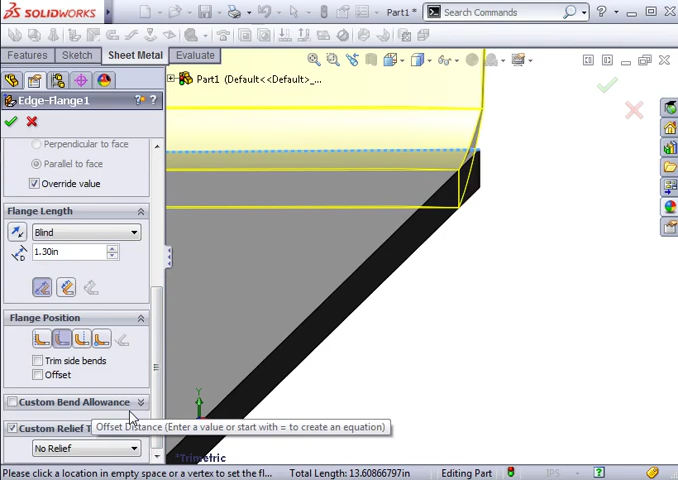 SOLIDWORKS
Part1 *
Search Commands
Features
Sketch
Sheet Metal
Evaluate
Part1 (Default<<Default>_...
Edge-Flange1
Perpendicular to face
Parallel to face
Override value
Flange Length
Blind
1.30in
Flange Position
Trim side bends
Offset
Custom Bend Allowance
Offset Distance (Enter a value or start with = to create an equation)
Custom Relief T
No Relief
Y
*Trimetric
Please click a location in empty space or a vertex to set the fl...
Total Length: 13.60866797in
Editing Part
IPS